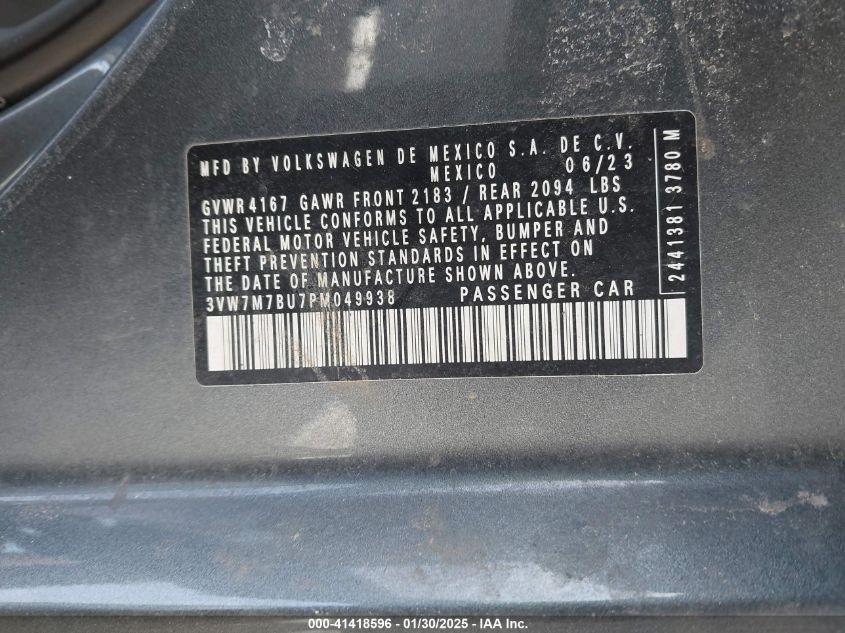 MFD BY VOLKSWAGEN DE MEXICO S.A. DE C.V.
MEXICO 06/23
GVWR 4167 GAWR FRONT 2183 / REAR 2094 LBS
THIS VEHICLE CONFORMS TO ALL APPLICABLE U.S.
FEDERAL MOTOR VEHICLE SAFETY, BUMPER AND
THEFT PREVENTION STANDARDS IN EFFECT ON
THE DATE OF MANUFACTURE SHOWN ABOVE.
3VW7M7BU7PM049938 PASSENGER CAR
2441381 3780 M
000-41418596 - 01/30/2025 - IAA Inc.